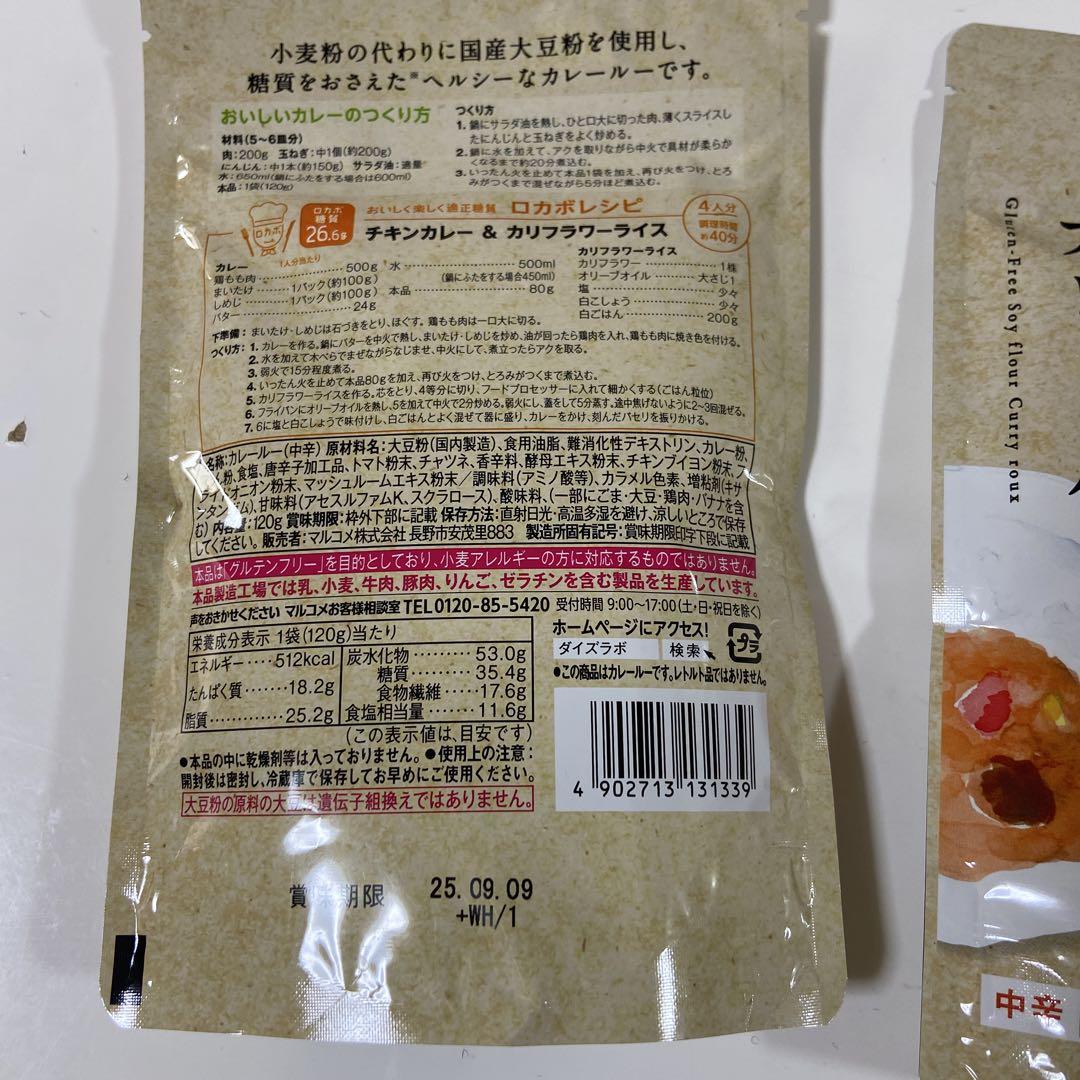 小麦粉の代わりに国産大豆粉を使用し、
糖質をおさえた※ヘルシーなカレールーです。
おいしいカレーのつくり方
材料(5〜6皿分)
肉:200g 玉ねぎ:中1個(約200g)
にんじん:中1本(約150g) サラダ油:適量
水:650ml(鍋にふたをする場合は600ml)
本品:1袋(120g)
つくり方
1. 鍋にサラダ油を熱し、ひと口大に切った肉、薄くスライスし
たにんじんと玉ねぎをよく炒める。
2. 鍋に水を加えて、アクを取りながら中火で具材が柔らか
くなるまで約20分煮込む。
3. いったん火を止めて本品1袋を加え、再び火をつけ、とろ
みがつくまで混ぜながら5分ほど煮込む。
ロカボ
ロカボ
糖質
26.6g
1人分当たり
おいしく楽しく適正糖質 ロカボレシピ
チキンカレー & カリフラワーライス
4人分
調理時間
約40分
カレー
鶏もも肉 500g
まいたけ 1パック(約100g)
しめじ 1パック(約100g)
バター 24g
水 500ml
(鍋にふたをする場合450ml)
本品 80g
カリフラワーライス
カリフラワー 1株
オリーブオイル 大さじ1
塩 少々
白こしょう 少々
白ごはん 200g
下準備: まいたけ・しめじは石づきをとり、ほぐす。鶏もも肉は一口大に切る。
つくり方: 1. カレーを作る。鍋にバターを中火で熱し、まいたけ・しめじを炒め、油が回ったら鶏肉を入れ、鶏もも肉に焼き色を付ける。
2. 水を加えて木べらでまぜながらなじませ、中火にして、煮立ったらアクを取る。
3. 弱火で15分程度煮る。
4. いったん火を止めて本品80gを加え、再び火をつけ、とろみがつくまで煮込む。
5. カリフラワーライスを作る。芯をとり、4等分に切り、フードプロセッサーに入れて細かくする(ごはん粒位)
6. フライパンにオリーブオイルを熱し、5を加えて中火で2分炒める。弱火にし、蓋をして5分蒸す。途中焦げないように2〜3回混ぜる。
7. 6に塩と白こしょうで味付けし、白ごはんとよく混ぜて器に盛り、カレーをかけ、刻んだパセリを振りかける。
名称:カレールー(中辛) 原材料名:大豆粉(国内製造)、食用油脂、難消化性デキストリン、カレー粉、
粉、食塩、唐辛子加工品、トマト粉末、チャツネ、香辛料、酵母エキス粉末、チキンブイヨン粉末、フ
ライドオニオン粉末、マッシュルームエキス粉末/調味料(アミノ酸等)、カラメル色素、増粘剤(キサ
ンタンガム)、甘味料(アセスルファムK、スクラロース)、酸味料、(一部にごま・大豆・鶏肉・バナナを含
む) 内容量:120g 賞味期限:枠外下部に記載 保存方法:直射日光・高温多湿を避け、涼しいところで保存
してください。販売者:マルコメ株式会社 長野市安茂里883 製造所固有記号:賞味期限印字下段に記載
本品は「グルテンフリー」を目的としており、小麦アレルギーの方に対応するものではありません。
本品製造工場では乳、小麦、牛肉、豚肉、りんご、ゼラチンを含む製品を生産しています。
声をおきかせください マルコメお客様相談室 TEL0120-85-5420 受付時間 9:00〜17:00(土・日・祝日を除く)
栄養成分表示 1袋(120g)当たり
エネルギー 512kcal
たんぱく質 18.2g
脂質 25.2g
炭水化物 53.0g
糖質 35.4g
食物繊維 17.6g
食塩相当量 11.6g
(この表示値は、目安です)
ホームページにアクセス!
ダイズラボ 検索
プラ
●この商品はカレールーです。レトルト品ではありません。
4 902713 131339
●本品の中に乾燥剤等は入っておりません。●使用上の注意:
開封後は密封し、冷蔵庫で保存してお早めにご使用ください。
大豆粉の原料の大豆は遺伝子組換えではありません。
賞味期限 25.09.09
+WH/1
Gluten-Free Soy flour Curry roux
中辛